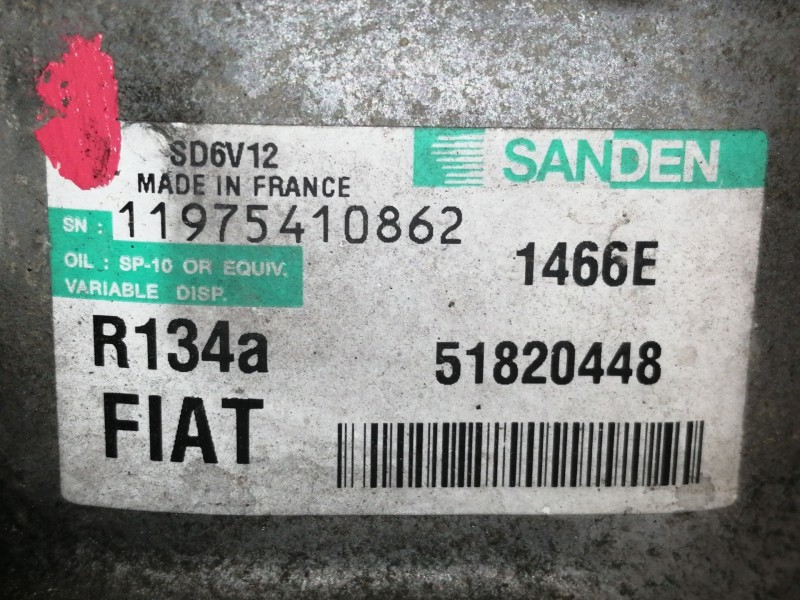 SANDEN
SD6V12
MADE IN FRANCE
SN : 11975410862
OIL : SP-10 OR EQUIV.
VARIABLE DISP.
1466E
R134a
51820448
FIAT